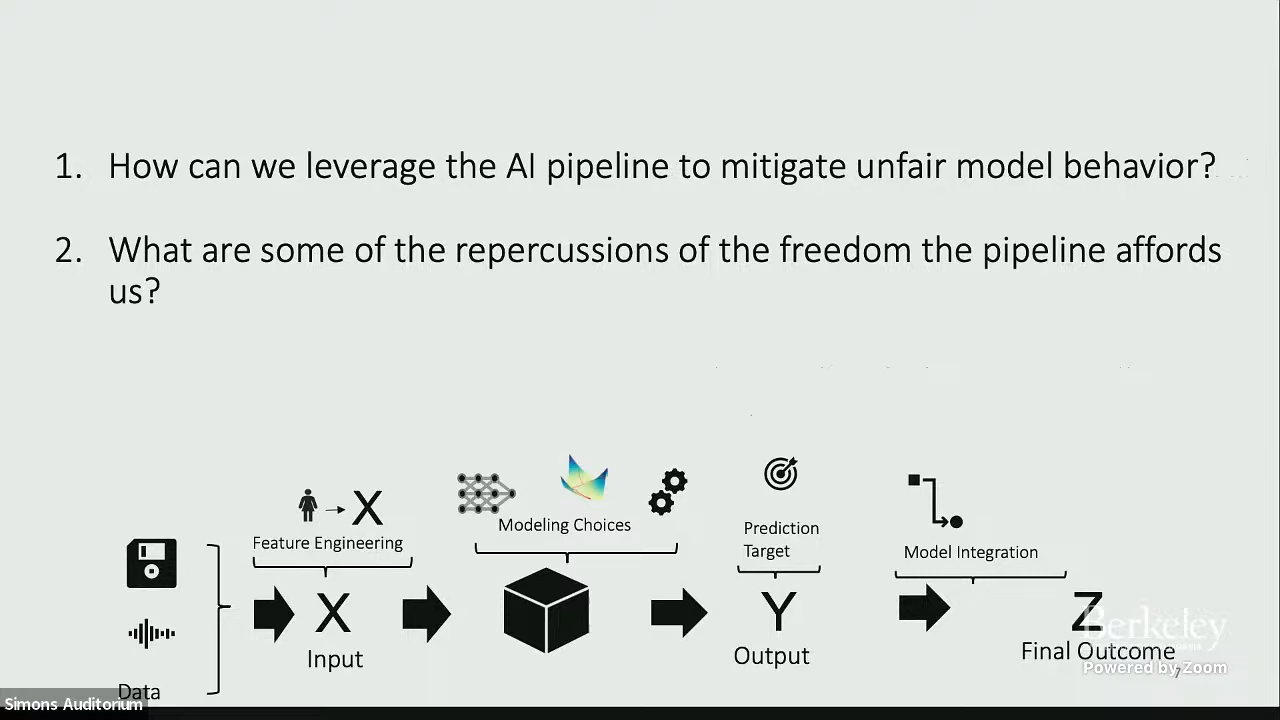 1. How can we leverage the AI pipeline to mitigate unfair model behavior?
2. What are some of the repercussions of the freedom the pipeline affords
us?
X
Feature Engineering
Modeling Choices
Prediction
Target
Model Integration
X
Y
Z
Input
Output
Final Outcome
Berkeley
Powered by Zoom
7
Data
Simons Auditorium